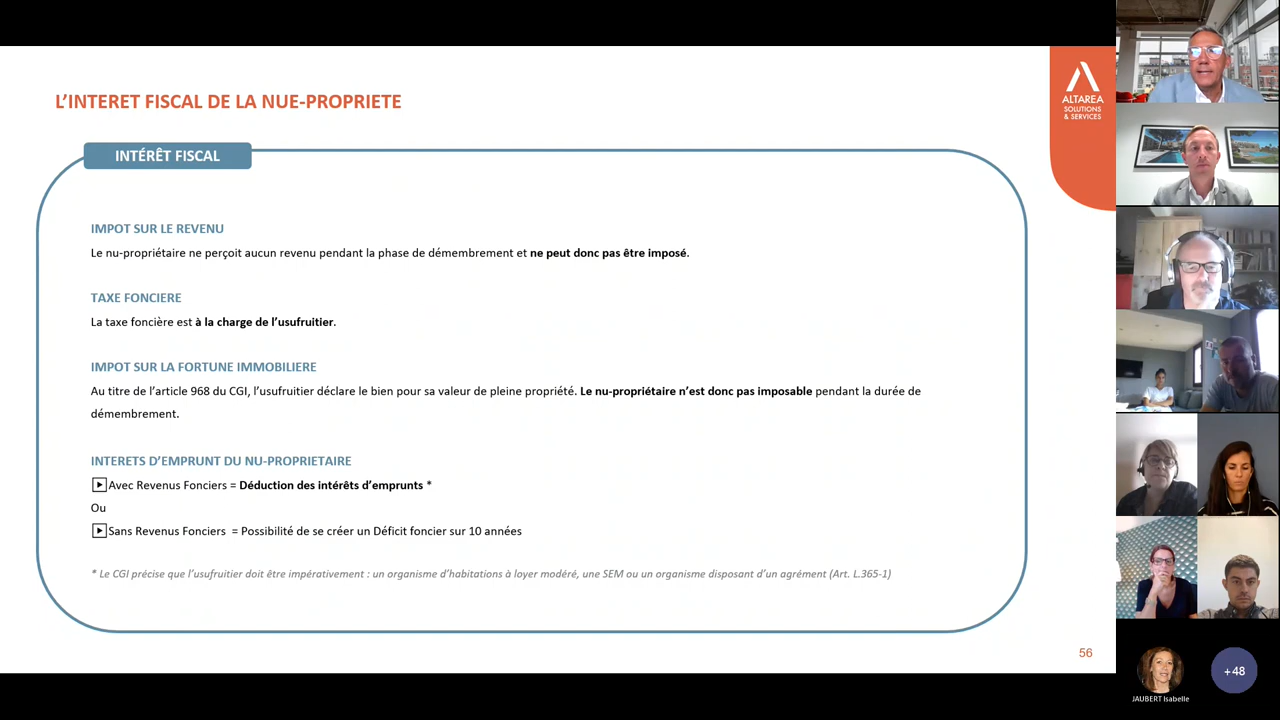 L'INTERET FISCAL DE LA NUE-PROPRIETE
ALTAREA
SOLUTIONS
& SERVICES
INTÉRÊT FISCAL
IMPOT SUR LE REVENU
Le nu-propriétaire ne perçoit aucun revenu pendant la phase de démembrement et ne peut donc pas être imposé.
TAXE FONCIERE
La taxe foncière est à la charge de l'usufruitier.
IMPOT SUR LA FORTUNE IMMOBILIERE
Au titre de l'article 968 du CGI, l'usufruitier déclare le bien pour sa valeur de pleine propriété. Le nu-propriétaire n'est donc pas imposable pendant la durée de
démembrement.
INTERETS D'EMPRUNT DU NU-PROPRIETAIRE
Avec Revenus Fonciers = Déduction des intérêts d'emprunts *
Ou
Sans Revenus Fonciers = Possibilité de se créer un Déficit foncier sur 10 années
* Le CGI précise que l'usufruitier doit être impérativement : un organisme d'habitations à loyer modéré, une SEM ou un organisme disposant d'un agrément (Art. L.365-1)
56
+48
JAUBERT Isabelle